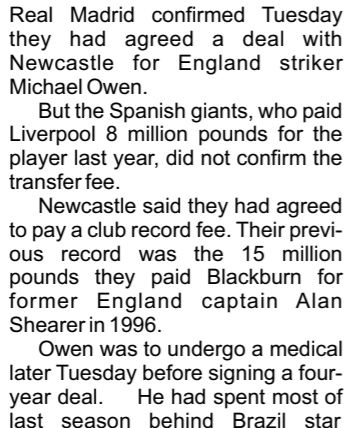 Real Madrid confirmed Tuesday
they had agreed a deal with
Newcastle for England striker
Michael Owen.
But the Spanish giants, who paid
Liverpool 8 million pounds for the
player last year, did not confirm the
transfer fee.
Newcastle said they had agreed
to pay a club record fee. Their previ-
ous record was the 15 million
pounds they paid Blackburn for
former England captain Alan
Shearer in 1996.
Owen was to undergo a medical
later Tuesday before signing a four-
year deal. He had spent most of
last season behind Brazil star